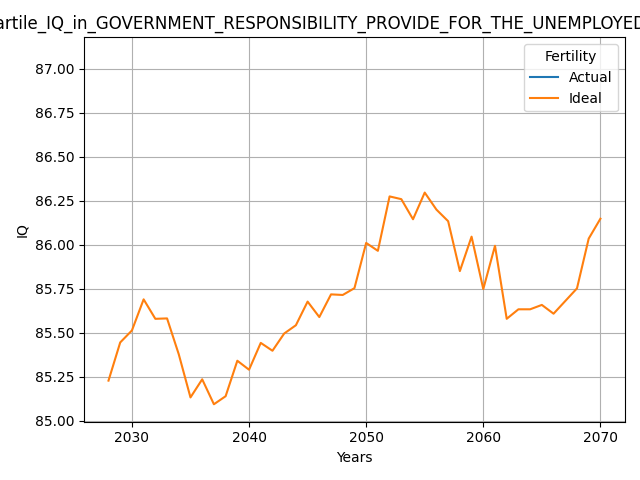 artile_IQ_in_GOVERNMENT_RESPONSIBILITY_PROVIDE_FOR_THE_UNEMPLOYED
Fertility
Actual
Ideal
87.00
86.75
86.50
86.25
86.00
85.75
85.50
85.25
85.00
IQ
2030 2040 2050 2060 2070
Years